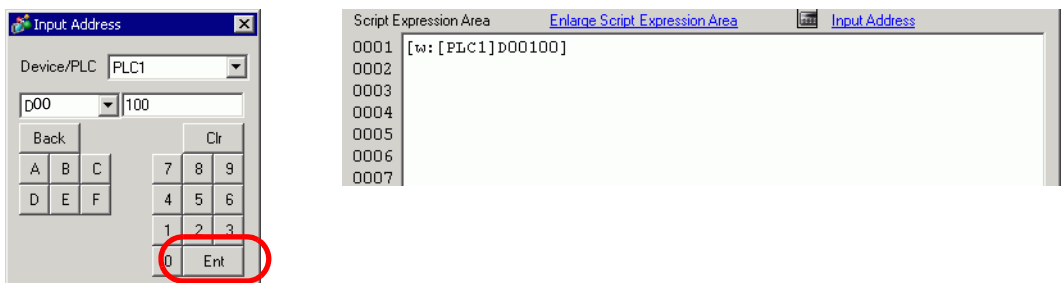 Input Address
Device/PLC PLC1
D00 100
Back Clr
A B C 7 8 9
D E F 4 5 6
1 2 3
0 Ent
Script Expression Area Enlarge Script Expression Area Input Address
0001 [w:[PLC1]D00100]
0002
0003
0004
0005
0006
0007